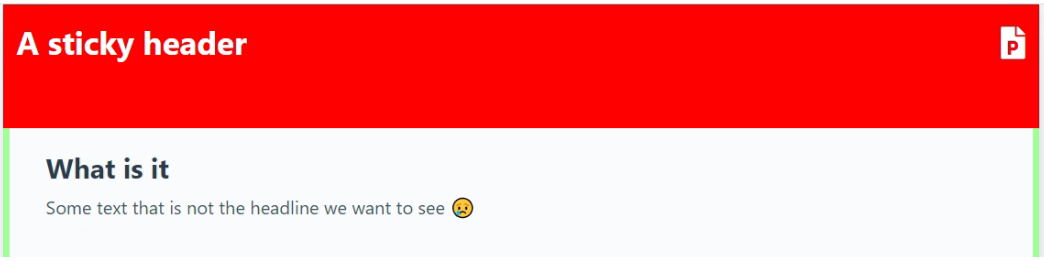 A sticky header
P
What is it
Some text that is not the headline we want to see 😥